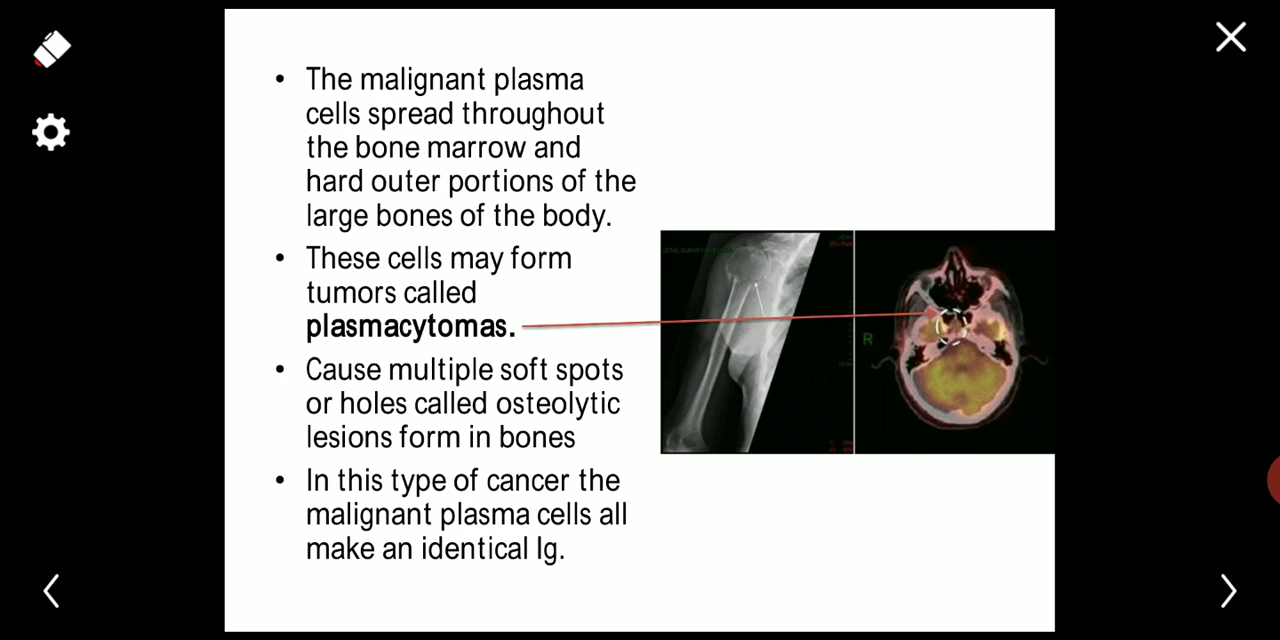 • The malignant plasma
cells spread throughout
the bone marrow and
hard outer portions of the
large bones of the body.
• These cells may form
tumors called
plasmacytomas.
• Cause multiple soft spots
or holes called osteolytic
lesions form in bones
• In this type of cancer the
malignant plasma cells all
make an identical Ig.
R